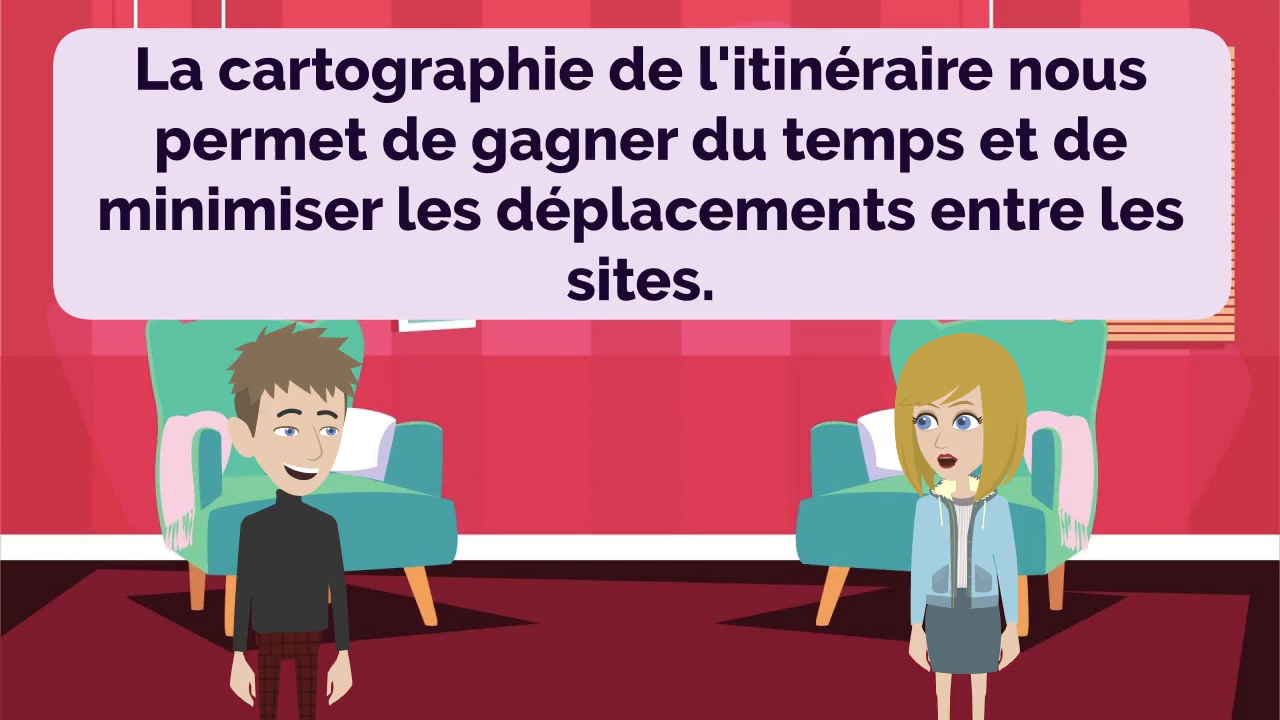 La cartographie de l'itinéraire nous
permet de gagner du temps et de
minimiser les déplacements entre les
sites.